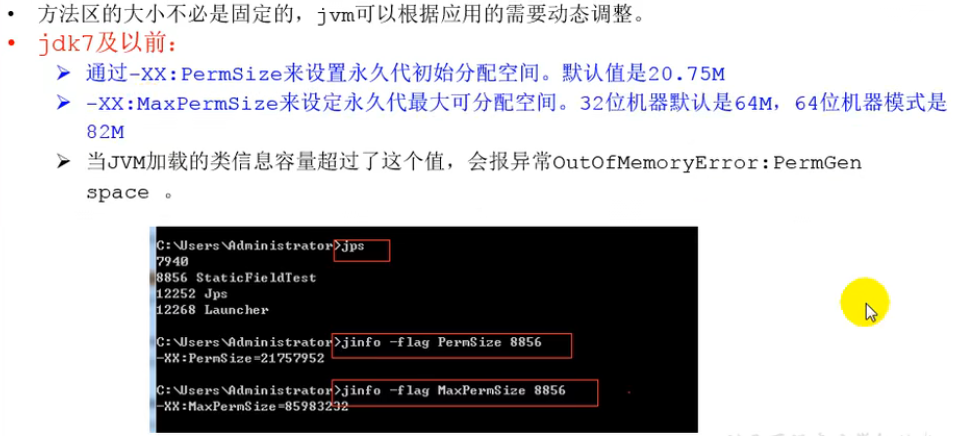 • 方法区的大小不必是固定的，jvm可以根据应用的需要动态调整。
• jdk7及以前：
➢ 通过-XX:PermSize来设置永久代初始分配空间。默认值是20.75M
➢ -XX:MaxPermSize来设定永久代最大可分配空间。32位机器默认是64M，64位机器模式是
82M
➢ 当JVM加载的类信息容量超过了这个值，会报异常OutOfMemoryError:PermGen
space 。
C:\Users\Administrator>jps
7940
8856 StaticFieldTest
12252 Jps
12268 Launcher
C:\Users\Administrator>jinfo -flag PermSize 8856
-XX:PermSize=21757952
C:\Users\Administrator>jinfo -flag MaxPermSize 8856
-XX:MaxPermSize=85983232